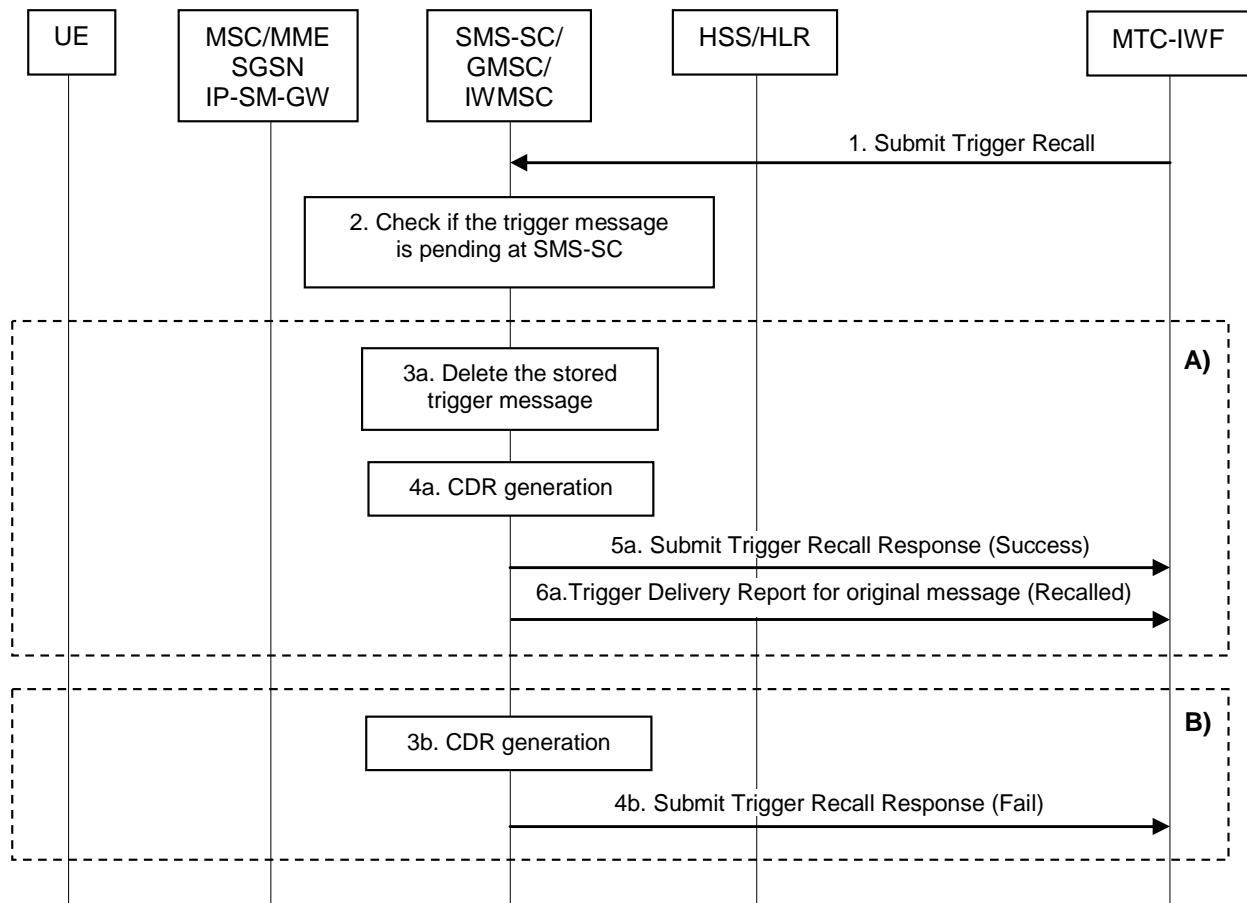 UE
MSC/MME
SGSN
IP-SM-GW
SMS-SC/
GMSC/
IWMSC
HSS/HLR
MTC-IWF
1. Submit Trigger Recall
2. Check if the trigger message
is pending at SMS-SC
A)
3a. Delete the stored
trigger message
4a. CDR generation
5a. Submit Trigger Recall Response (Success)
6a.Trigger Delivery Report for original message (Recalled)
B)
3b. CDR generation
4b. Submit Trigger Recall Response (Fail)